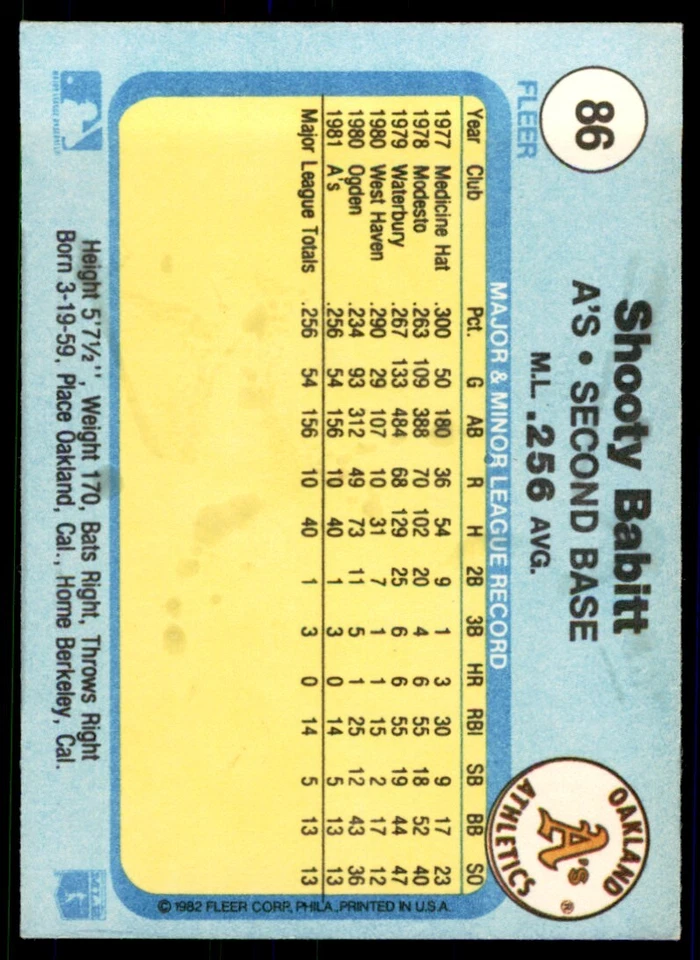 86
FLEER
Shooty Babitt
A'S • SECOND BASE
M.L. .256 AVG.
OAKLAND
A's
ATHLETICS
®
MAJOR & MINOR LEAGUE RECORD
Year Club Pct. G AB R H 2B 3B HR RBI SB BB SO
1977 Medicine Hat .300 50 180 36 54 9 1 3 30 9 17 23
1978 Modesto .263 109 388 70 102 20 4 6 55 18 52 40
1979 Waterbury .267 133 484 68 129 25 6 6 55 19 44 47
1980 West Haven .290 29 107 10 31 7 1 1 15 2 17 12
1980 Ogden .234 93 312 49 73 11 5 1 25 12 43 36
1981 A's .256 54 156 10 40 1 3 0 14 5 13 13
Major League Totals .256 54 156 10 40 1 3 0 14 5 13 13
© 1982 FLEER CORP. PHILA., PRINTED IN U.S.A.
Height 5'7½", Weight 170, Bats Right, Throws Right
Born 3-19-59, Place Oakland, Cal., Home Berkeley, Cal.